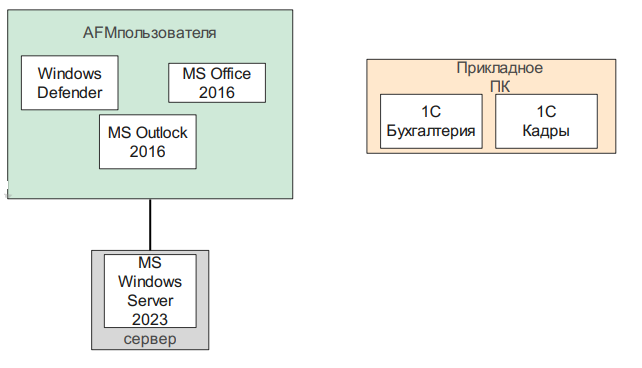 AFMпользователя
Windows
Defender
MS Office
2016
MS Outlock
2016
MS
Windows
Server
2023
сервер
Прикладное
ПК
1С
Бухгалтерия
1С
Кадры